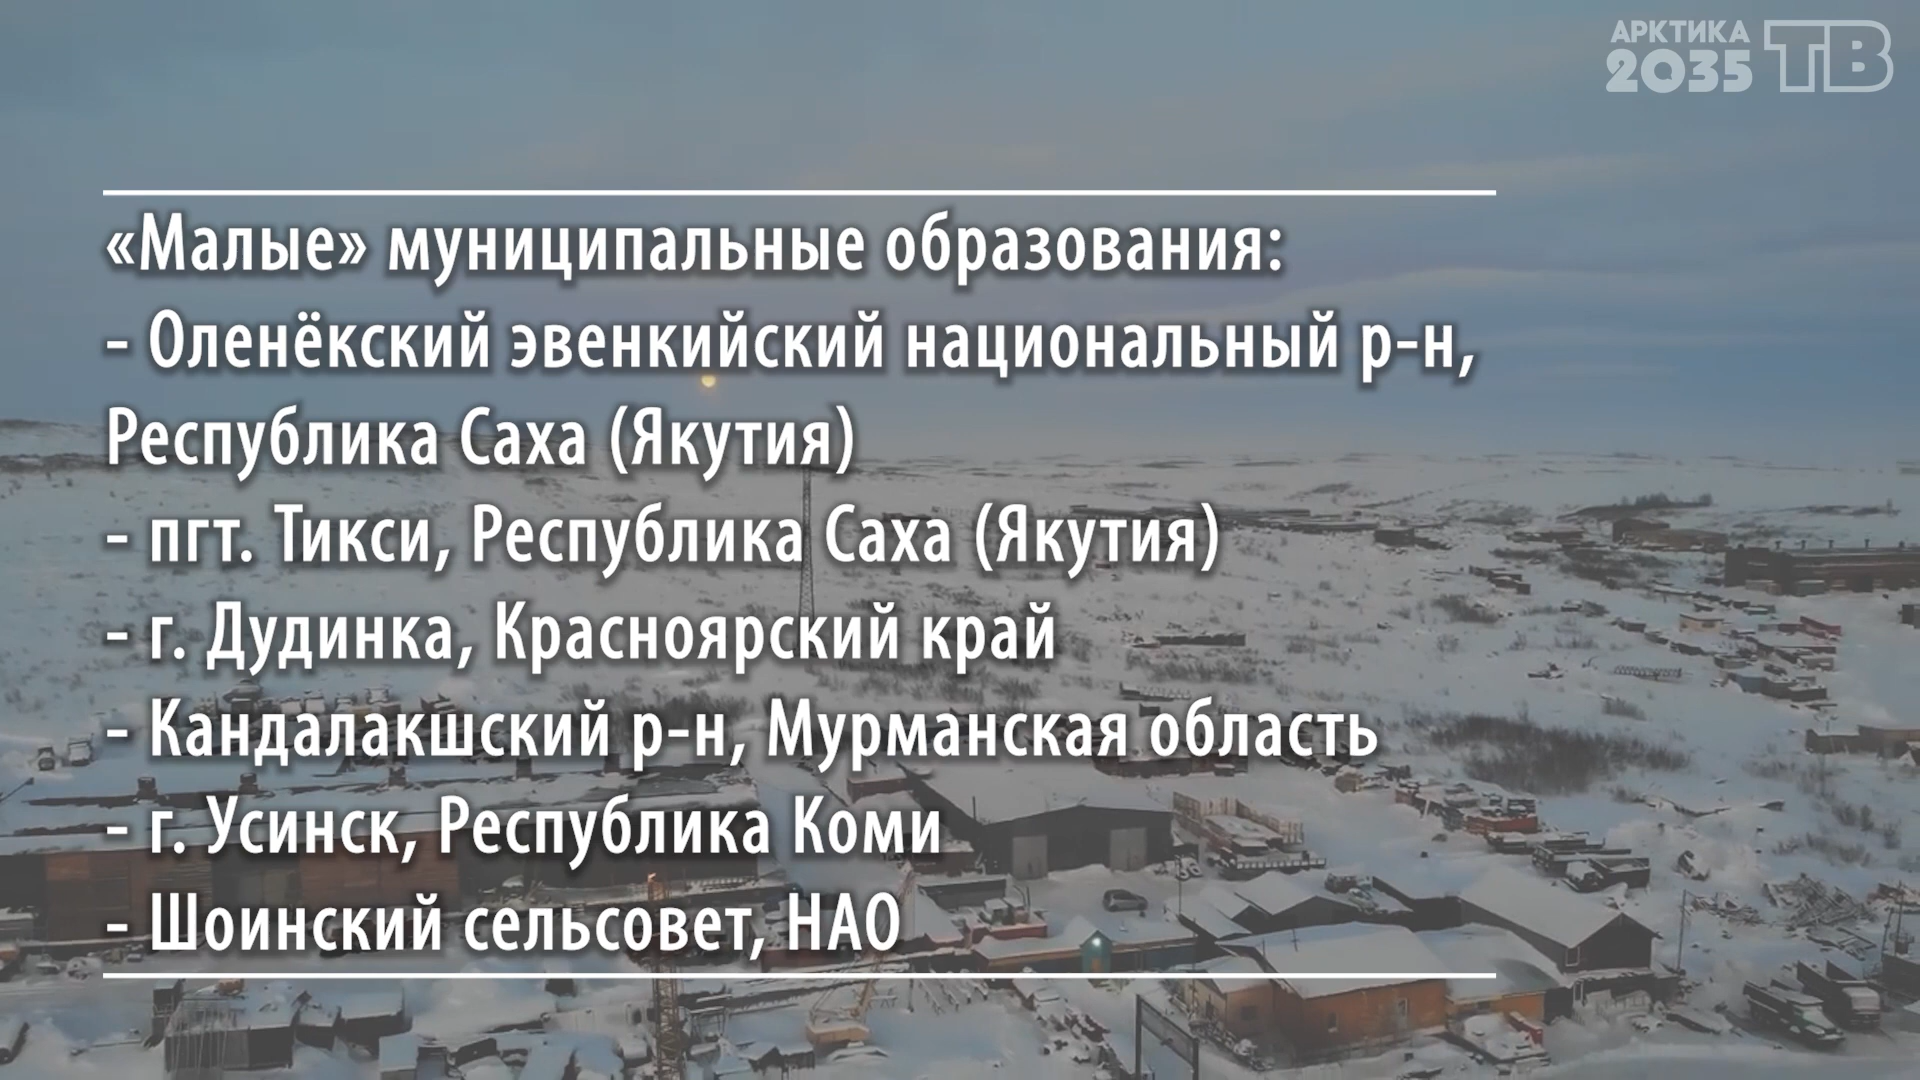 АРКТИКА
2035 ТВ
«Малые» муниципальные образования:
- Оленёкский эвенкийский национальный р-н,
Республика Саха (Якутия)
- пгт. Тикси, Республика Саха (Якутия)
- г. Дудинка, Красноярский край
- Кандалакшский р-н, Мурманская область
- г. Усинск, Республика Коми
- Шоинский сельсовет, НАО